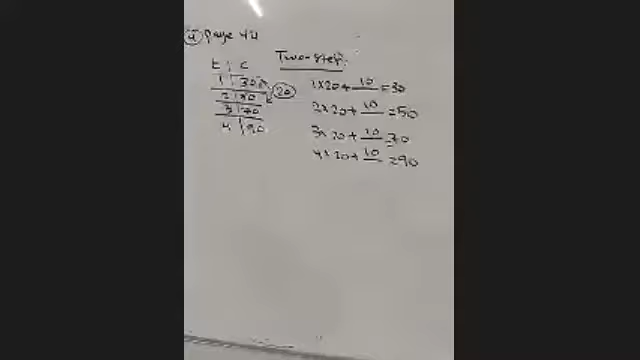 4 page 44
Two-step
t c
1 30
2 50
3 70
4 90
20
1x20+ 10 =30
2x20+ 10 =50
3x20+ 10 =70
4x20+ 10 =90